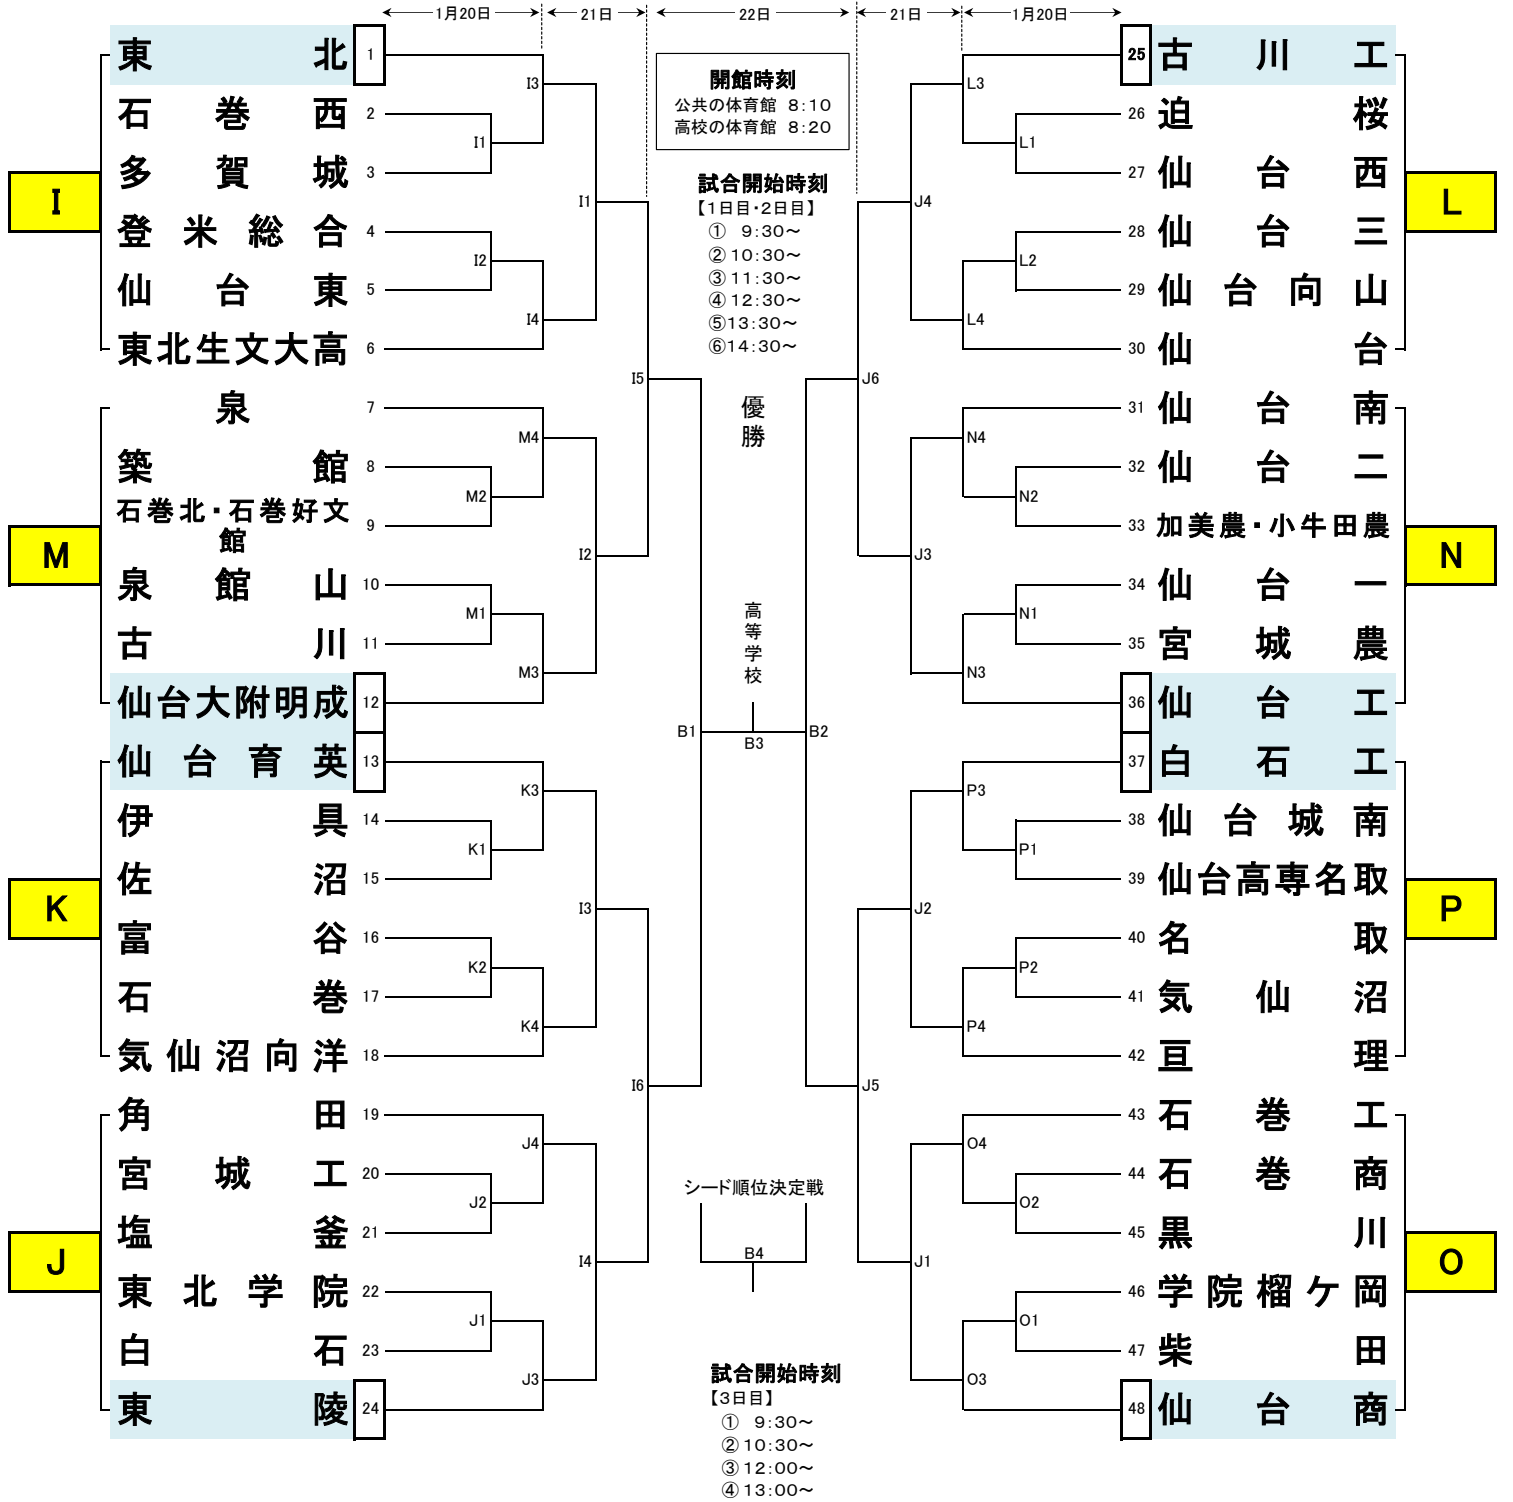 1月20日
21日
22日
21日
1月20日
東北 1
石巻西 2
多賀城 3
登米総合 4
仙台東 5
東北生文大高 6
泉 7
築館 8
石巻北・石巻好文
館 9
泉館山 10
古川 11
仙台大附明成 12
仙台育英 13
伊具 14
佐沼 15
富谷 16
石巻 17
気仙沼向洋 18
角田 19
宮城工 20
塩釜 21
東北学院 22
白石 23
東陵 24
I
M
K
J
I3
I1
I2
I4
M4
M2
M1
M3
K3
K1
K2
K4
J4
J2
J1
J3
I1
I2
I3
I4
I5
I6
B1
開館時刻
公共の体育館 8:10
高校の体育館 8:20
試合開始時刻
【1日目・2日目】
① 9:30～
②10:30～
③11:30～
④12:30～
⑤13:30～
⑥14:30～
優勝
高等学校
B3
シード順位決定戦
B4
試合開始時刻
【3日目】
① 9:30～
②10:30～
③12:00～
④13:00～
B2
J6
J5
J4
J3
J2
J1
L3
L1
L2
L4
N4
N2
N1
N3
P3
P1
P2
P4
O4
O2
O1
O3
25 古川工
26 迫桜
27 仙台西
28 仙台三
29 仙台向山
30 仙台
31 仙台南
32 仙台二
33 加美農・小牛田農
34 仙台一
35 宮城農
36 仙台工
37 白石工
38 仙台城南
39 仙台高専名取
40 名取
41 気仙沼
42 亘理
43 石巻工
44 石巻商
45 黒川
46 学院榴ケ岡
47 柴田
48 仙台商
L
N
P
O